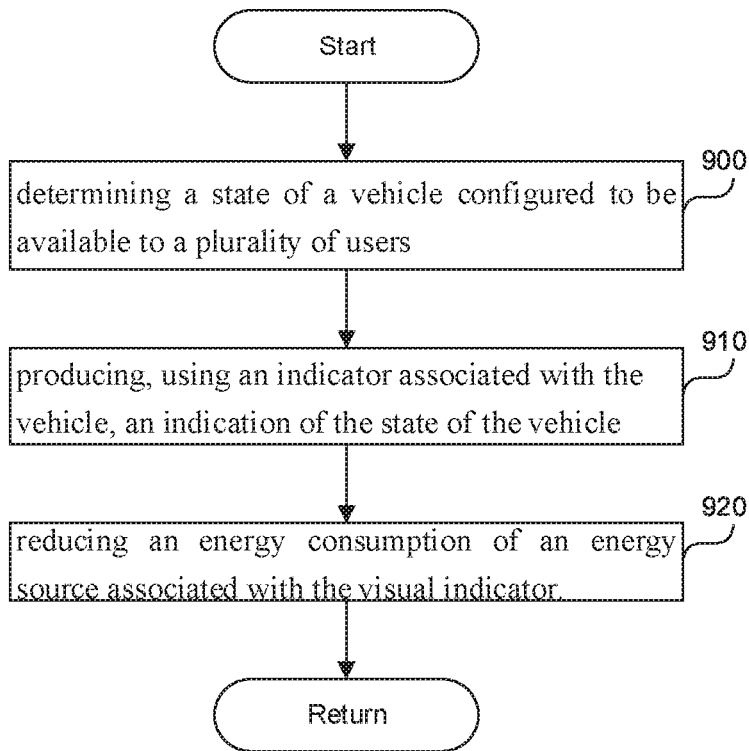 Start
900
determining a state of a vehicle configured to be
available to a plurality of users
910
producing, using an indicator associated with the
vehicle, an indication of the state of the vehicle
920
reducing an energy consumption of an energy
source associated with the visual indicator.
Return